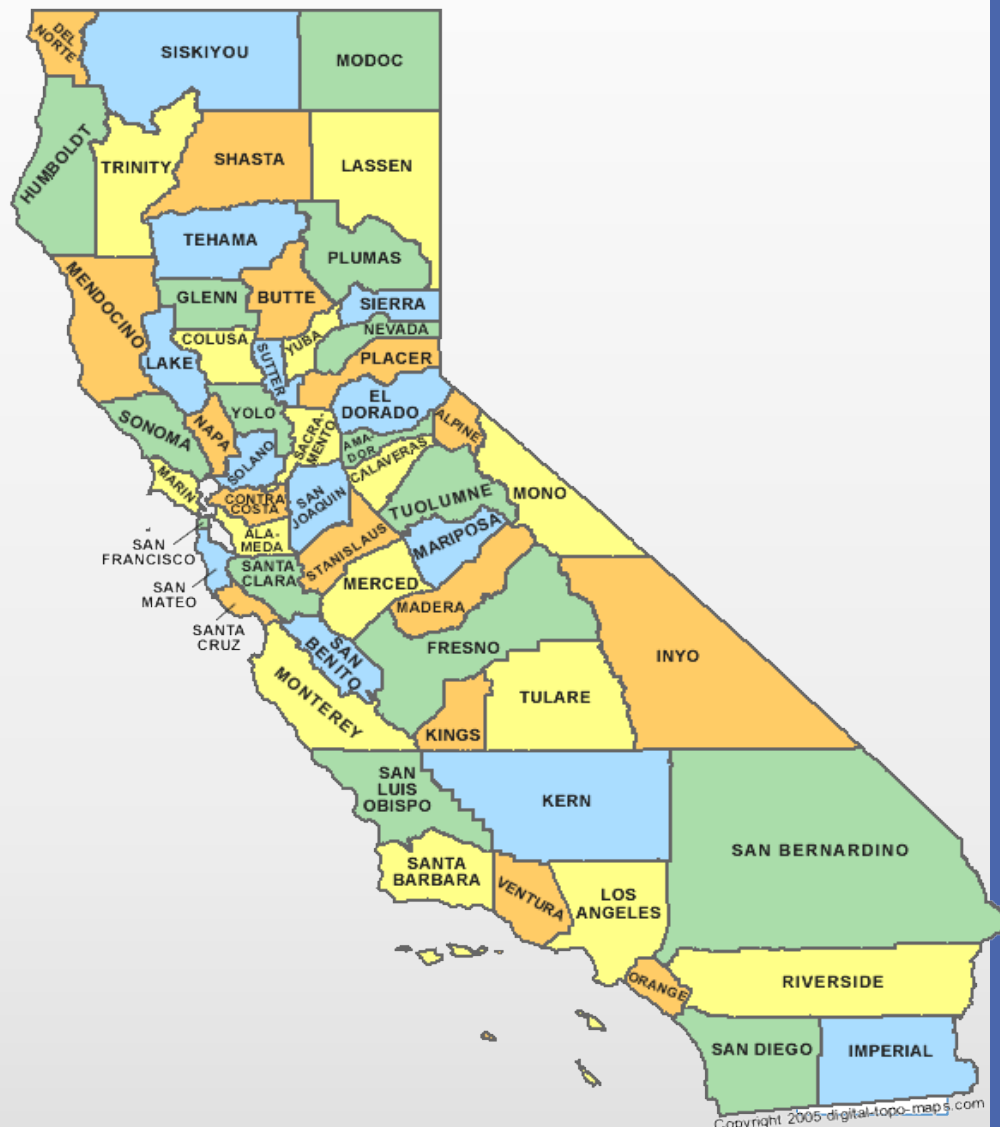 DEL
NORTE
SISKIYOU
MODOC
HUMBOLDT
TRINITY
SHASTA
LASSEN
TEHAMA
PLUMAS
MENDOCINO
GLENN
BUTTE
SIERRA
COLUSA
YUBA
NEVADA
LAKE
SUTTER
PLACER
EL
DORADO
SONOMA
NAPA
YOLO
SACRA-
MENTO
AMA-
DOR
ALPINE
SOLANO
CALAVERAS
MARIN
CONTRA
COSTA
SAN
JOAQUIN
TUOLUMNE
MONO
SAN
FRANCISCO
ALA-
MEDA
STANISLAUS
MARIPOSA
SAN
MATEO
SANTA
CLARA
MERCED
MADERA
SANTA
CRUZ
SAN
BENITO
FRESNO
INYO
MONTEREY
KINGS
TULARE
SAN
LUIS
OBISPO
KERN
SAN BERNARDINO
SANTA
BARBARA
VENTURA
LOS
ANGELES
ORANGE
RIVERSIDE
SAN DIEGO
IMPERIAL
Copyright 2005 digital-topo-maps.com